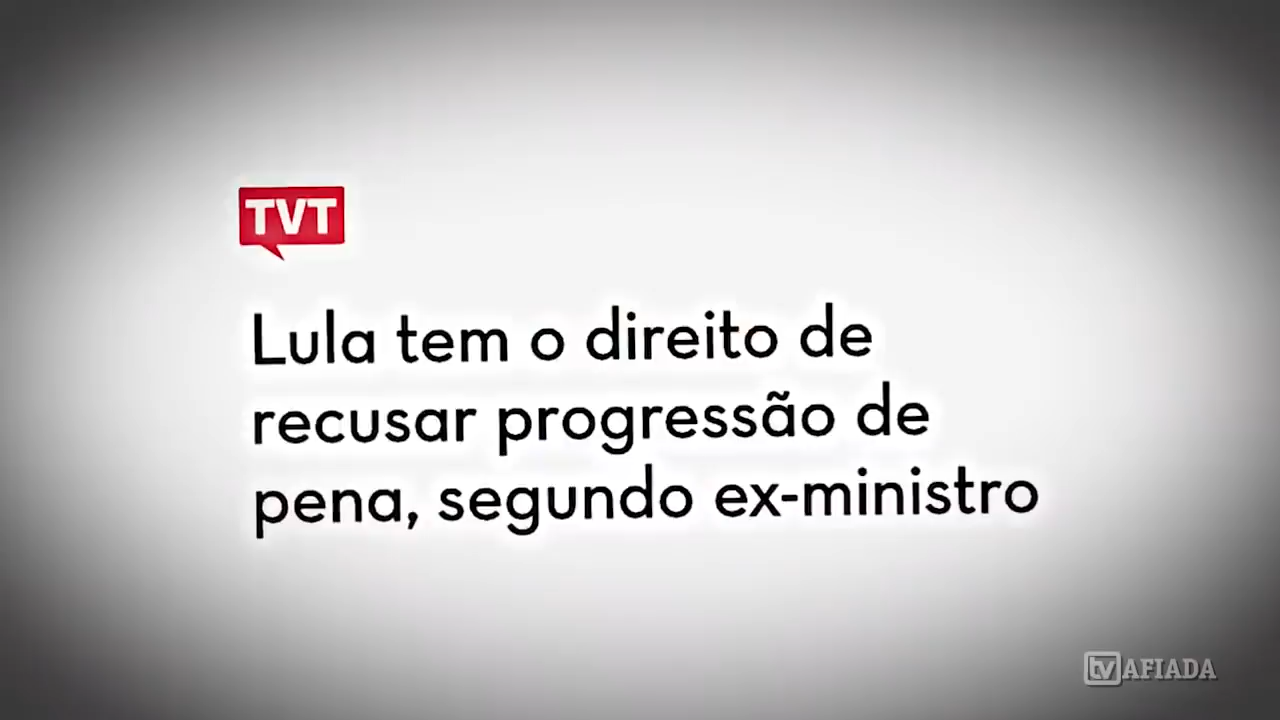 TVT
Lula tem o direito de
recusar progressão de
pena, segundo ex-ministro
tv AFIADA